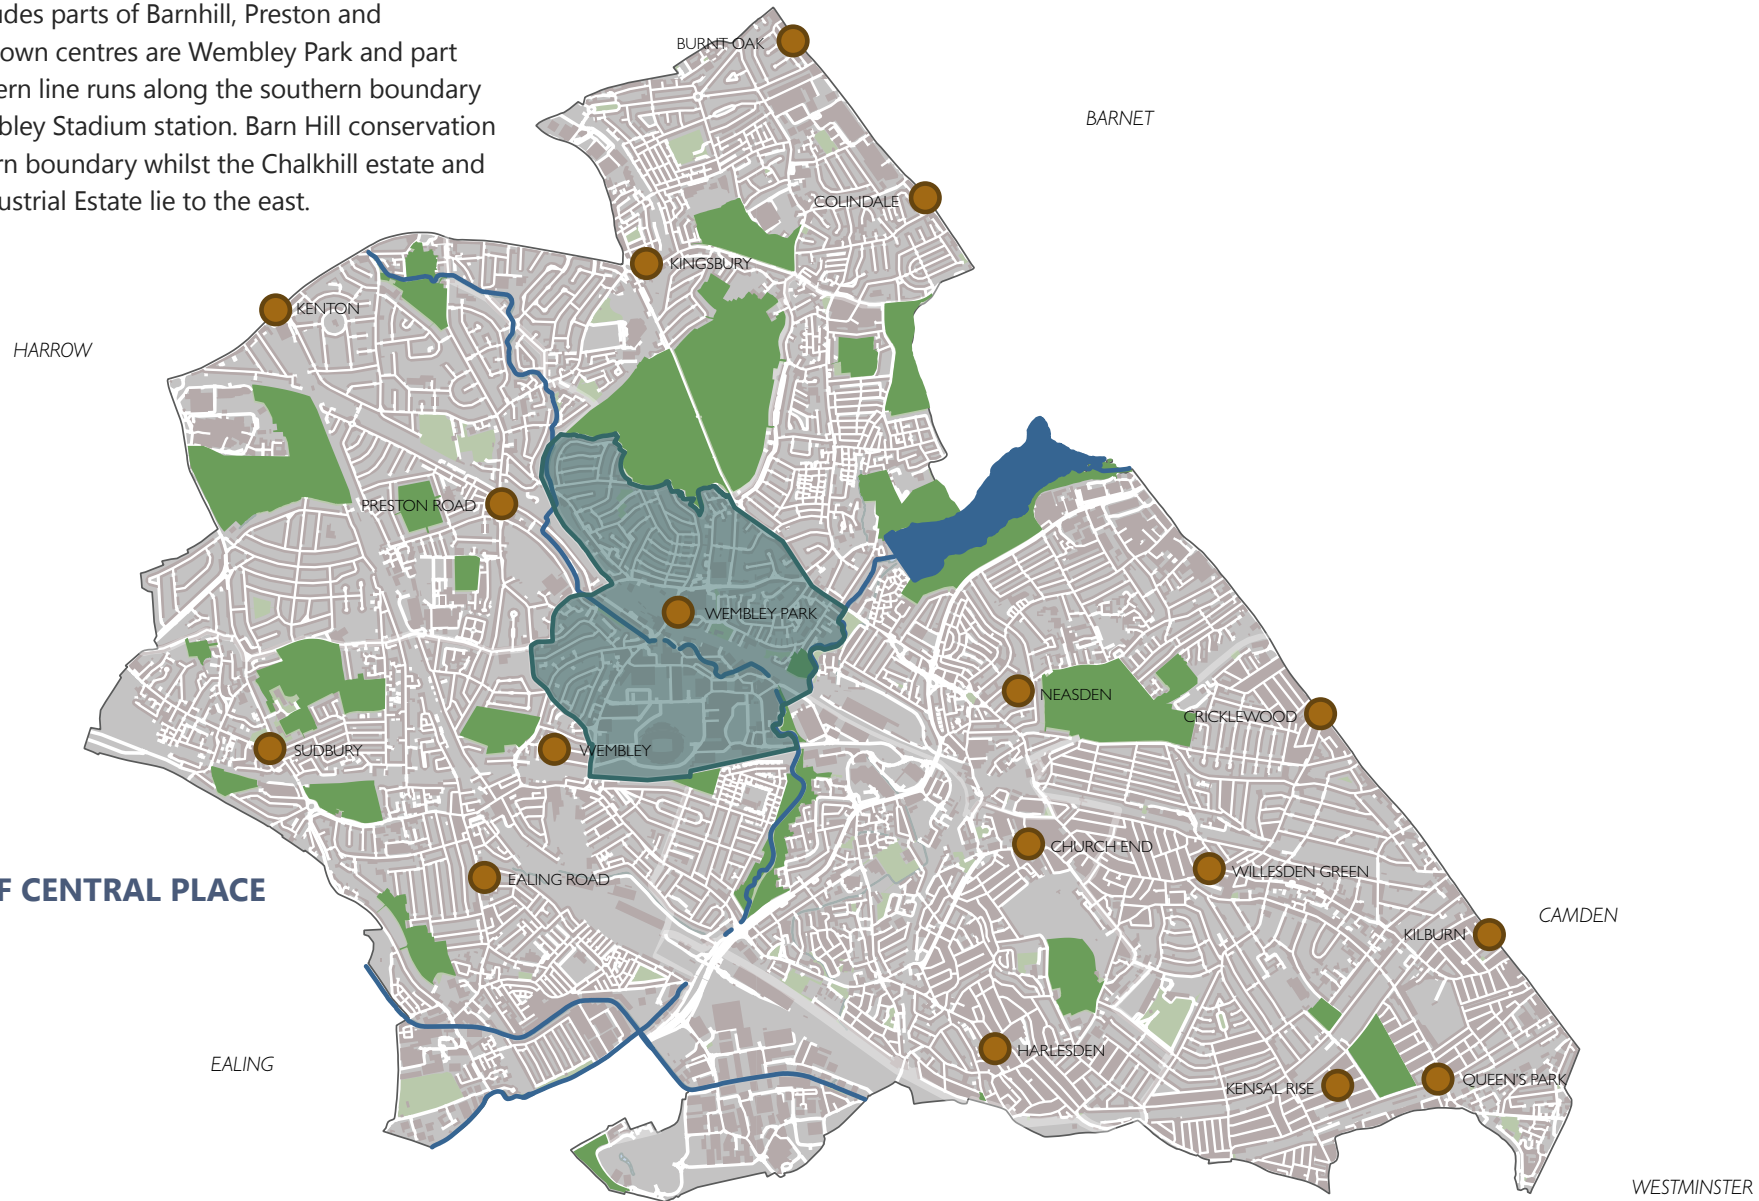 udes parts of Barnhill, Preston and
own centres are Wembley Park and part
ern line runs along the southern boundary
bley Stadium station. Barn Hill conservation
rn boundary whilst the Chalkhill estate and
ustrial Estate lie to the east.
BURNT OAK
BARNET
COLINDALE
KINGSBURY
KENTON
HARROW
PRESTON ROAD
WEMBLEY PARK
NEASDEN
CRICKLEWOOD
SUDBURY
WEMBLEY
CHURCH END
WILLESDEN GREEN
EALING ROAD
F CENTRAL PLACE
CAMDEN
KILBURN
HARLESDEN
EALING
KENSAL RISE
QUEEN'S PARK
WESTMINSTER